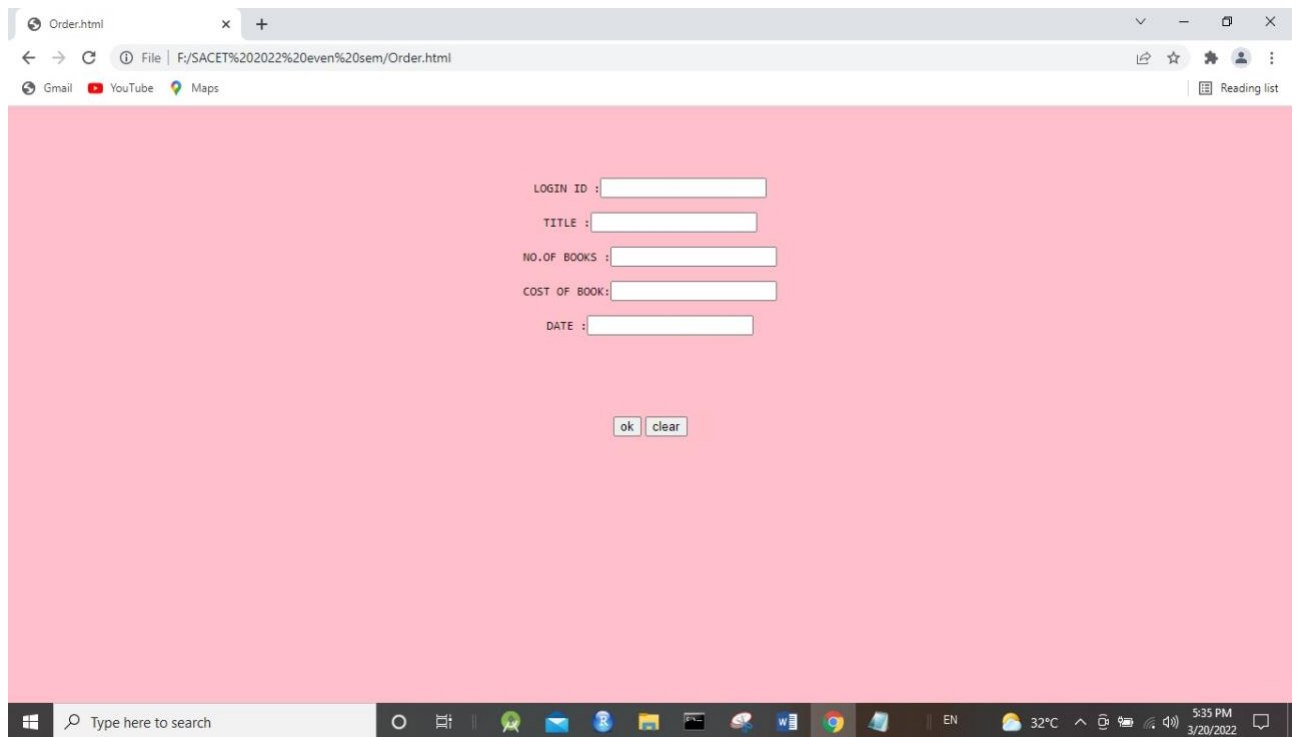 Order.html
File F:/SACET%202022%20even%20sem/Order.html
Gmail YouTube Maps Reading list
LOGIN ID :
TITLE :
NO.OF BOOKS :
COST OF BOOK:
DATE :
ok clear
Type here to search EN 32°C 5:35 PM
3/20/2022